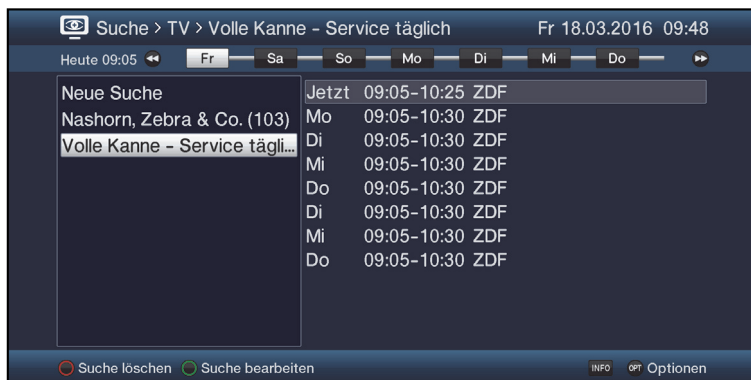 Suche > TV > Volle Kanne - Service täglich Fr 18.03.2016 09:48
Heute 09:05 Fr Sa So Mo Di Mi Do
Neue Suche
Nashorn, Zebra & Co. (103)
Volle Kanne - Service tägli...
Jetzt 09:05-10:25 ZDF
Mo 09:05-10:30 ZDF
Di 09:05-10:30 ZDF
Mi 09:05-10:30 ZDF
Do 09:05-10:30 ZDF
Di 09:05-10:30 ZDF
Mi 09:05-10:30 ZDF
Do 09:05-10:30 ZDF
Suche löschen Suche bearbeiten INFO OPT Optionen